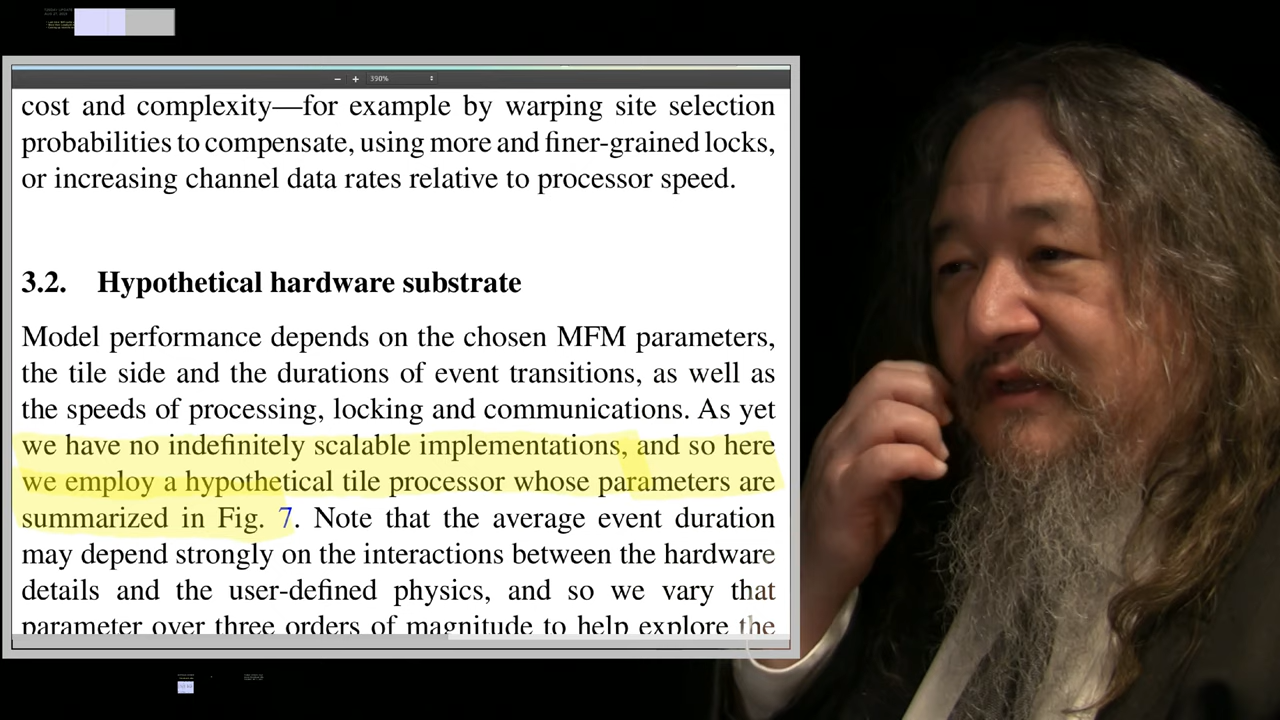 390%
cost and complexity—for example by warping site selection
probabilities to compensate, using more and finer-grained locks,
or increasing channel data rates relative to processor speed.
3.2. Hypothetical hardware substrate
Model performance depends on the chosen MFM parameters,
the tile side and the durations of event transitions, as well as
the speeds of processing, locking and communications. As yet
we have no indefinitely scalable implementations, and so here
we employ a hypothetical tile processor whose parameters are
summarized in Fig. 7. Note that the average event duration
may depend strongly on the interactions between the hardware
details and the user-defined physics, and so we vary that
parameter over three orders of magnitude to help explore the